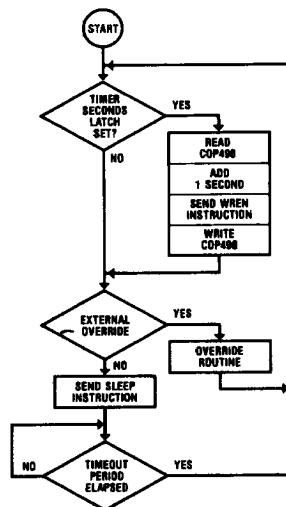 START
TIMER
SECONDS
LATCH
SET?
YES
NO
READ
COP498
ADD
1 SECOND
SEND WREN
INSTRUCTION
WRITE
COP498
EXTERNAL
OVERRIDE
YES
NO
OVERRIDE
ROUTINE
SEND SLEEP
INSTRUCTION
TIMEOUT
PERIOD
ELAPSED
NO
YES